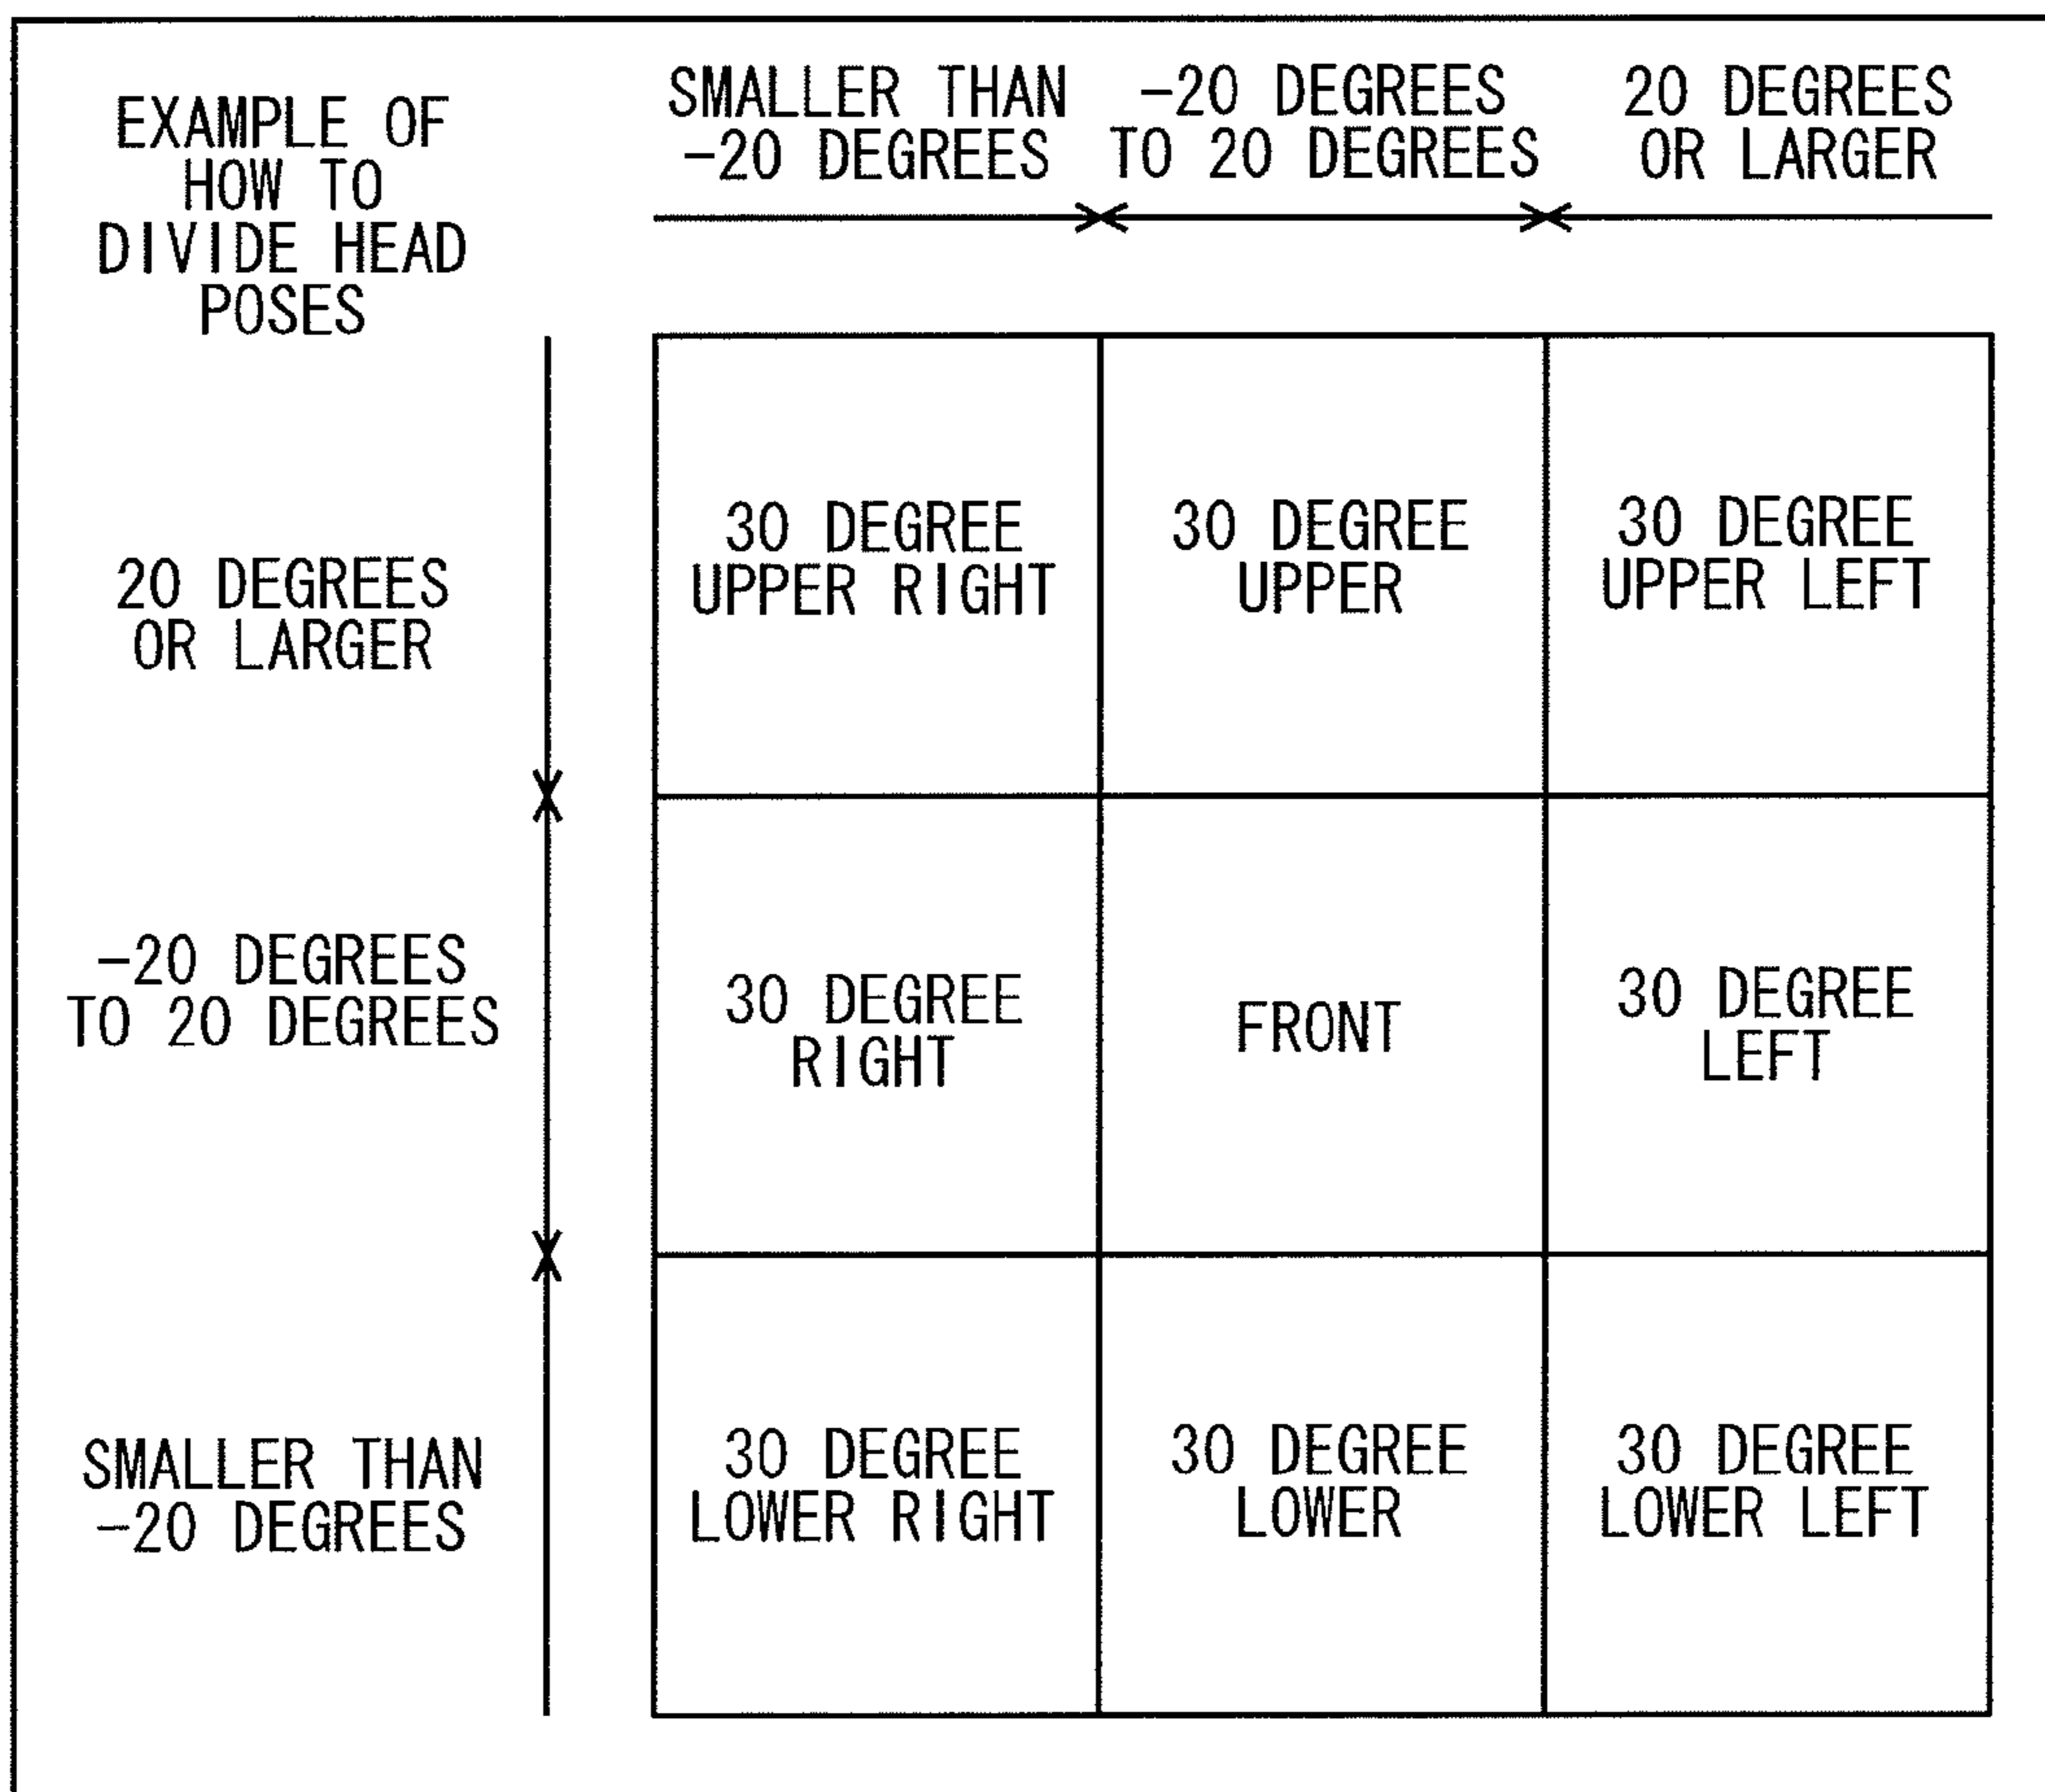 EXAMPLE OF
HOW TO
DIVIDE HEAD
POSES
SMALLER THAN
-20 DEGREES
-20 DEGREES
TO 20 DEGREES
20 DEGREES
OR LARGER
20 DEGREES
OR LARGER
30 DEGREE
UPPER RIGHT
30 DEGREE
UPPER
30 DEGREE
UPPER LEFT
-20 DEGREES
TO 20 DEGREES
30 DEGREE
RIGHT
FRONT
30 DEGREE
LEFT
SMALLER THAN
-20 DEGREES
30 DEGREE
LOWER RIGHT
30 DEGREE
LOWER
30 DEGREE
LOWER LEFT